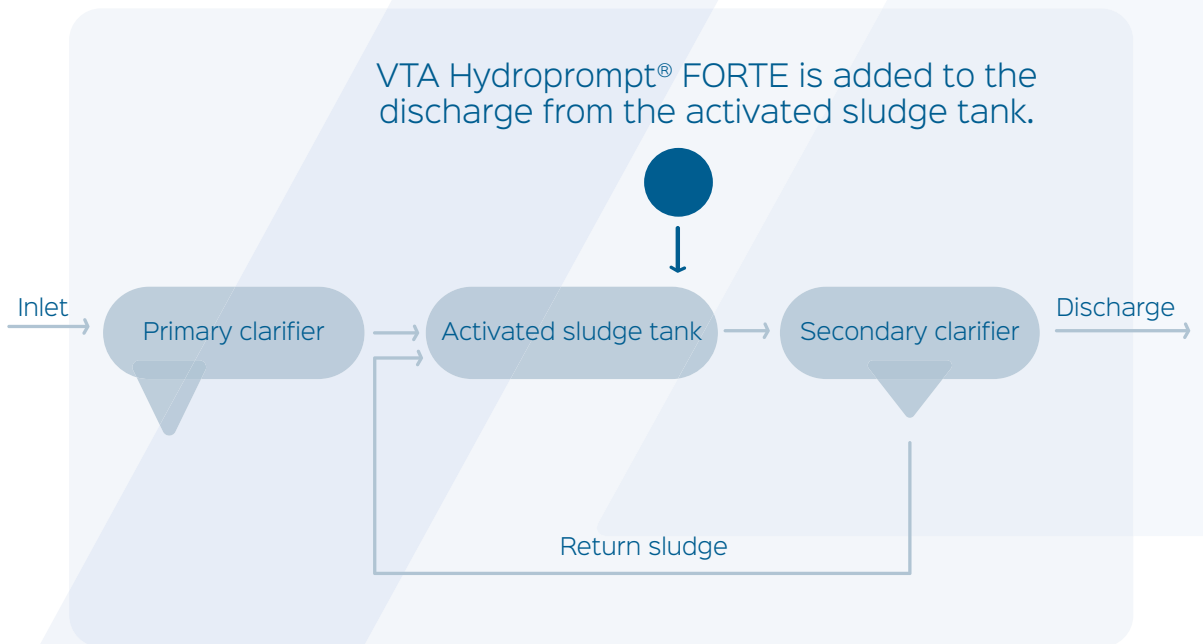 VTA Hydroprompt® FORTE is added to the
discharge from the activated sludge tank.
Inlet
Primary clarifier
Activated sludge tank
Secondary clarifier
Discharge
Return sludge